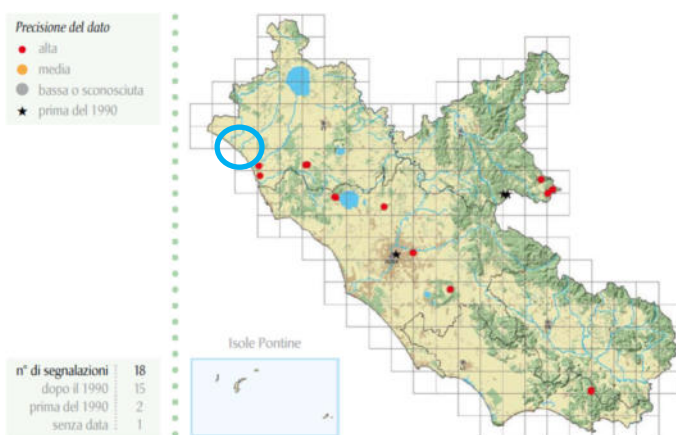 Precisione del dato
alta
media
bassa o sconosciuta
prima del 1990
Isole Pontine
n° di segnalazioni 18
dopo il 1990 15
prima del 1990 2
senza data 1